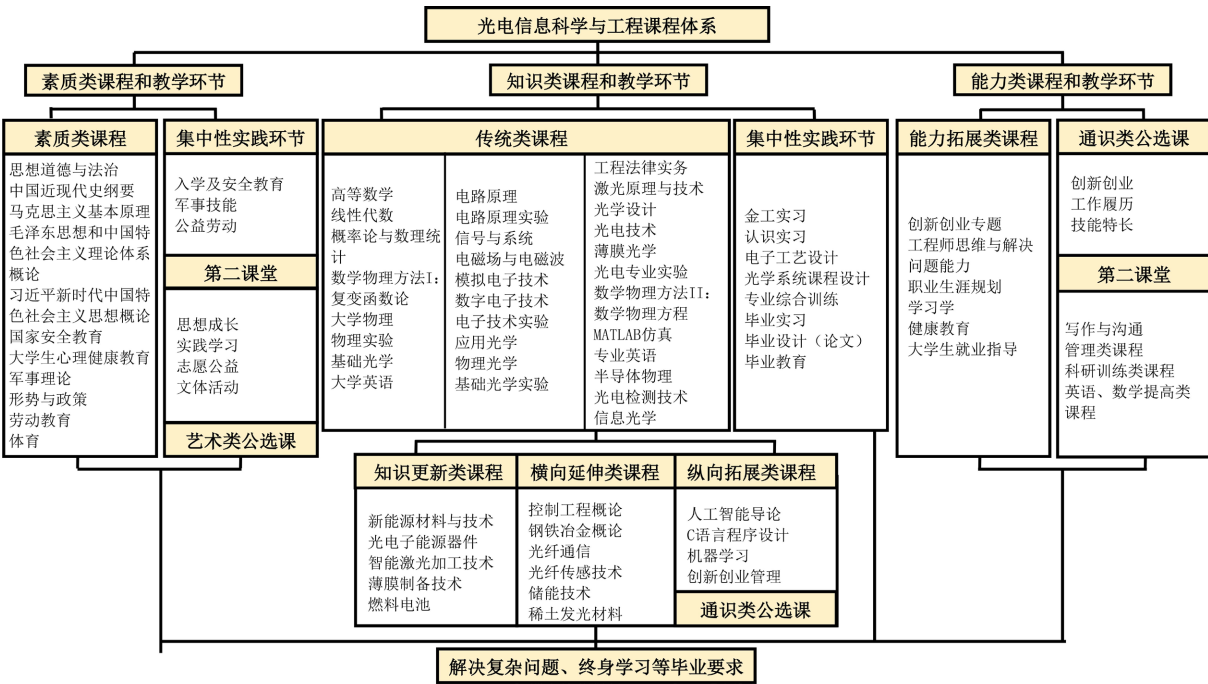 光电信息科学与工程课程体系
素质类课程和教学环节
知识类课程和教学环节
能力类课程和教学环节
素质类课程
思想道德与法治
中国近现代史纲要
马克思主义基本原理
毛泽东思想和中国特
色社会主义理论体系
概论
习近平新时代中国特
色社会主义思想概论
国家安全教育
大学生心理健康教育
军事理论
形势与政策
劳动教育
体育
集中性实践环节
入学及安全教育
军事技能
公益劳动
第二课堂
思想成长
实践学习
志愿公益
文体活动
艺术类公选课
传统类课程
高等数学
线性代数
概率论与数理统
计
数学物理方法I：
复变函数论
大学物理
物理实验
基础光学
大学英语
电路原理
电路原理实验
信号与系统
电磁场与电磁波
模拟电子技术
数字电子技术
电子技术实验
应用光学
物理光学
基础光学实验
工程法律实务
激光原理与技术
光学设计
光电技术
薄膜光学
光电专业实验
数学物理方法II：
数学物理方程
MATLAB仿真
专业英语
半导体物理
光电检测技术
信息光学
集中性实践环节
金工实习
认识实习
电子工艺设计
光学系统课程设计
专业综合训练
毕业实习
毕业设计（论文）
毕业教育
能力拓展类课程
创新创业专题
工程师思维与解决
问题能力
职业生涯规划
学习学
健康教育
大学生就业指导
通识类公选课
创新创业
工作履历
技能特长
第二课堂
写作与沟通
管理类课程
科研训练类课程
英语、数学提高类
课程
知识更新类课程
新能源材料与技术
光电子能源器件
智能激光加工技术
薄膜制备技术
燃料电池
横向延伸类课程
控制工程概论
钢铁冶金概论
光纤通信
光纤传感技术
储能技术
稀土发光材料
纵向拓展类课程
人工智能导论
C语言程序设计
机器学习
创新创业管理
通识类公选课
解决复杂问题、终身学习等毕业要求